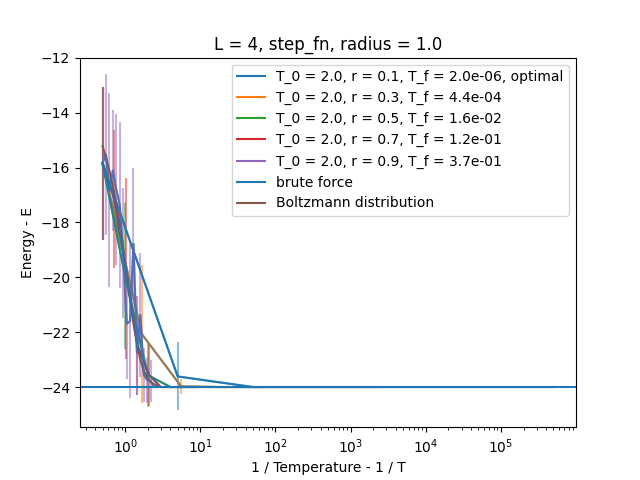 L = 4, step_fn, radius = 1.0
T_0 = 2.0, r = 0.1, T_f = 2.0e-06, optimal
T_0 = 2.0, r = 0.3, T_f = 4.4e-04
T_0 = 2.0, r = 0.5, T_f = 1.6e-02
T_0 = 2.0, r = 0.7, T_f = 1.2e-01
T_0 = 2.0, r = 0.9, T_f = 3.7e-01
brute force
Boltzmann distribution
Energy - E
−12
−14
−16
−18
−20
−22
−24
10⁰ 10¹ 10² 10³ 10⁴ 10⁵
1 / Temperature - 1 / T